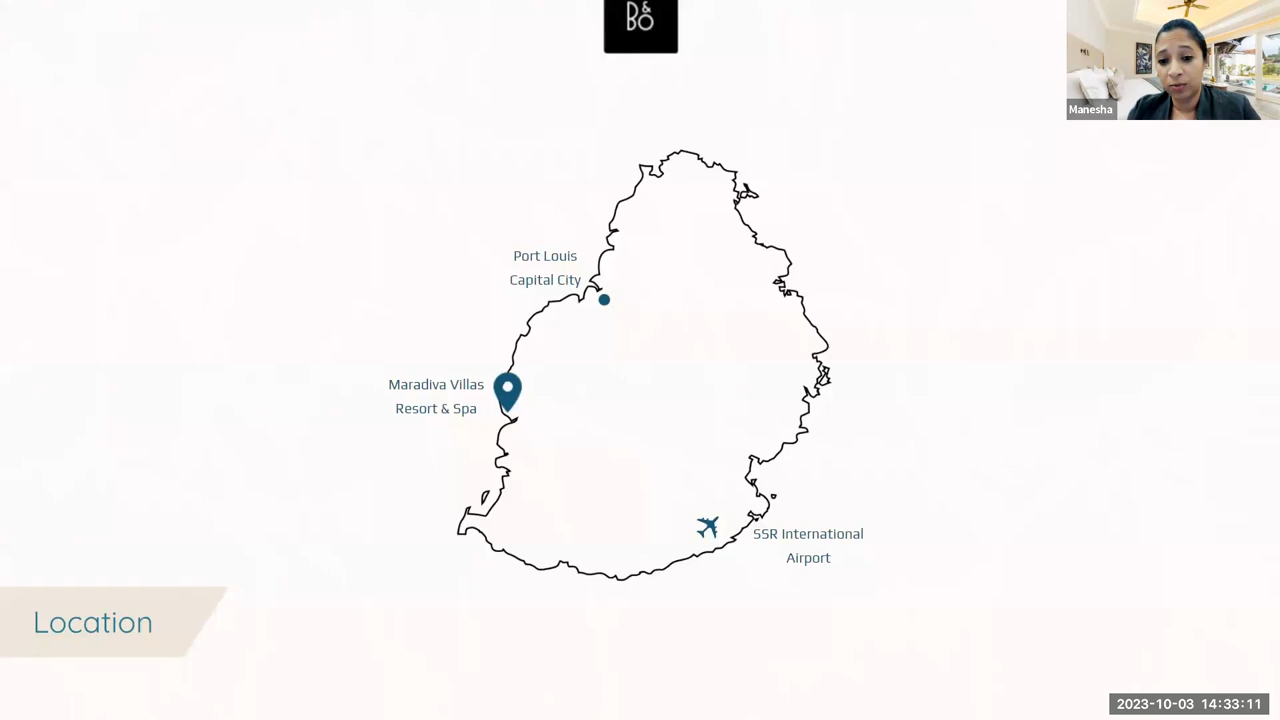 B&
BO
Manesha
Port Louis
Capital City
Maradiva Villas
Resort & Spa
SSR International
Airport
Location
2023-10-03 14:33:11